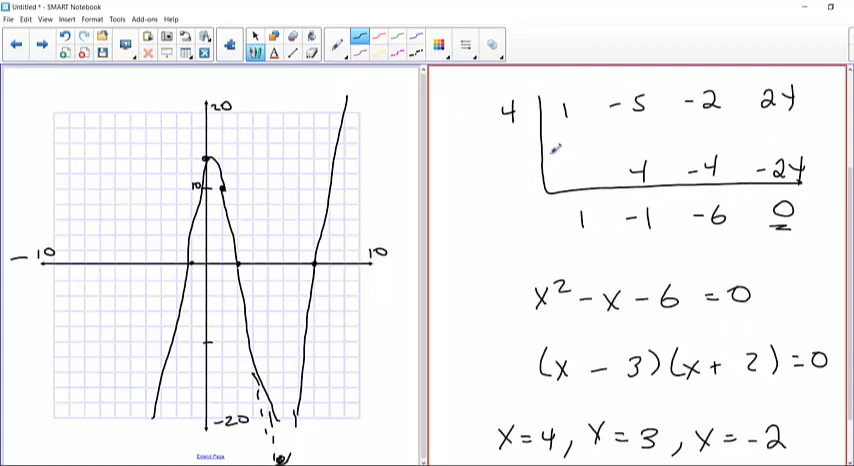 Untitled * - SMART Notebook
File Edit View Insert Format Tools Add-ons Help
20
10
-10
10
-20
Extend Page
4 1 -5 -2 24
4 -4 -24
1 -1 -6 0
x² - x - 6 = 0
(x - 3)(x + 2) = 0
x = 4, x = 3, x = -2